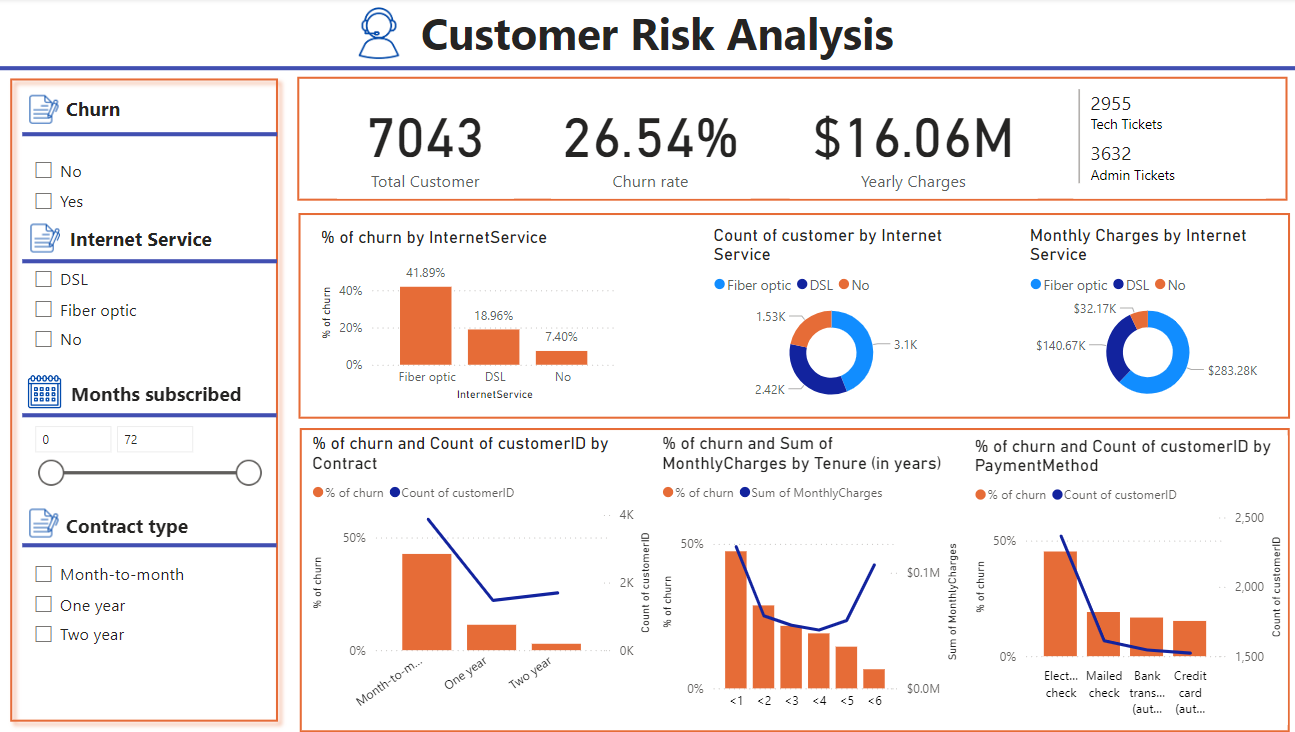 Customer Risk Analysis
Churn
No
Yes
Internet Service
DSL
Fiber optic
No
Months subscribed
0
72
Contract type
Month-to-month
One year
Two year
7043
Total Customer
26.54%
Churn rate
$16.06M
Yearly Charges
2955
Tech Tickets
3632
Admin Tickets
% of churn by InternetService
% of churn
40%
20%
0%
41.89%
18.96%
7.40%
Fiber optic
DSL
No
InternetService
Count of customer by Internet
Service
Fiber optic
DSL
No
1.53K
3.1K
2.42K
Monthly Charges by Internet
Service
Fiber optic
DSL
No
$32.17K
$140.67K
$283.28K
% of churn and Count of customerID by
Contract
% of churn
Count of customerID
% of churn
50%
0%
4K
2K
0K
Count of customerID
Month-to-m...
One year
Two year
% of churn and Sum of
MonthlyCharges by Tenure (in years)
% of churn
Sum of MonthlyCharges
% of churn
50%
0%
$0.1M
$0.0M
Sum of MonthlyCharges
<1
<2
<3
<4
<5
<6
% of churn and Count of customerID by
PaymentMethod
% of churn
Count of customerID
% of churn
50%
0%
2,500
2,000
1,500
Count of customerID
Elect...
check
Mailed
check
Bank
trans...
(aut...
Credit
card
(aut...